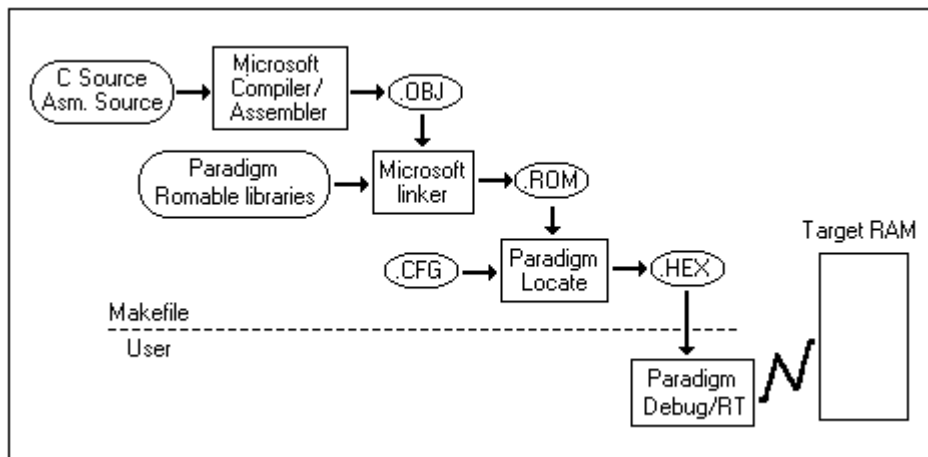 C Source
Asm. Source
Microsoft
Compiler/
Assembler
.OBJ
Paradigm
Romable libraries
Microsoft
linker
.ROM
Target RAM
.CFG
Paradigm
Locate
.HEX
Makefile
User
Paradigm
Debug/RT